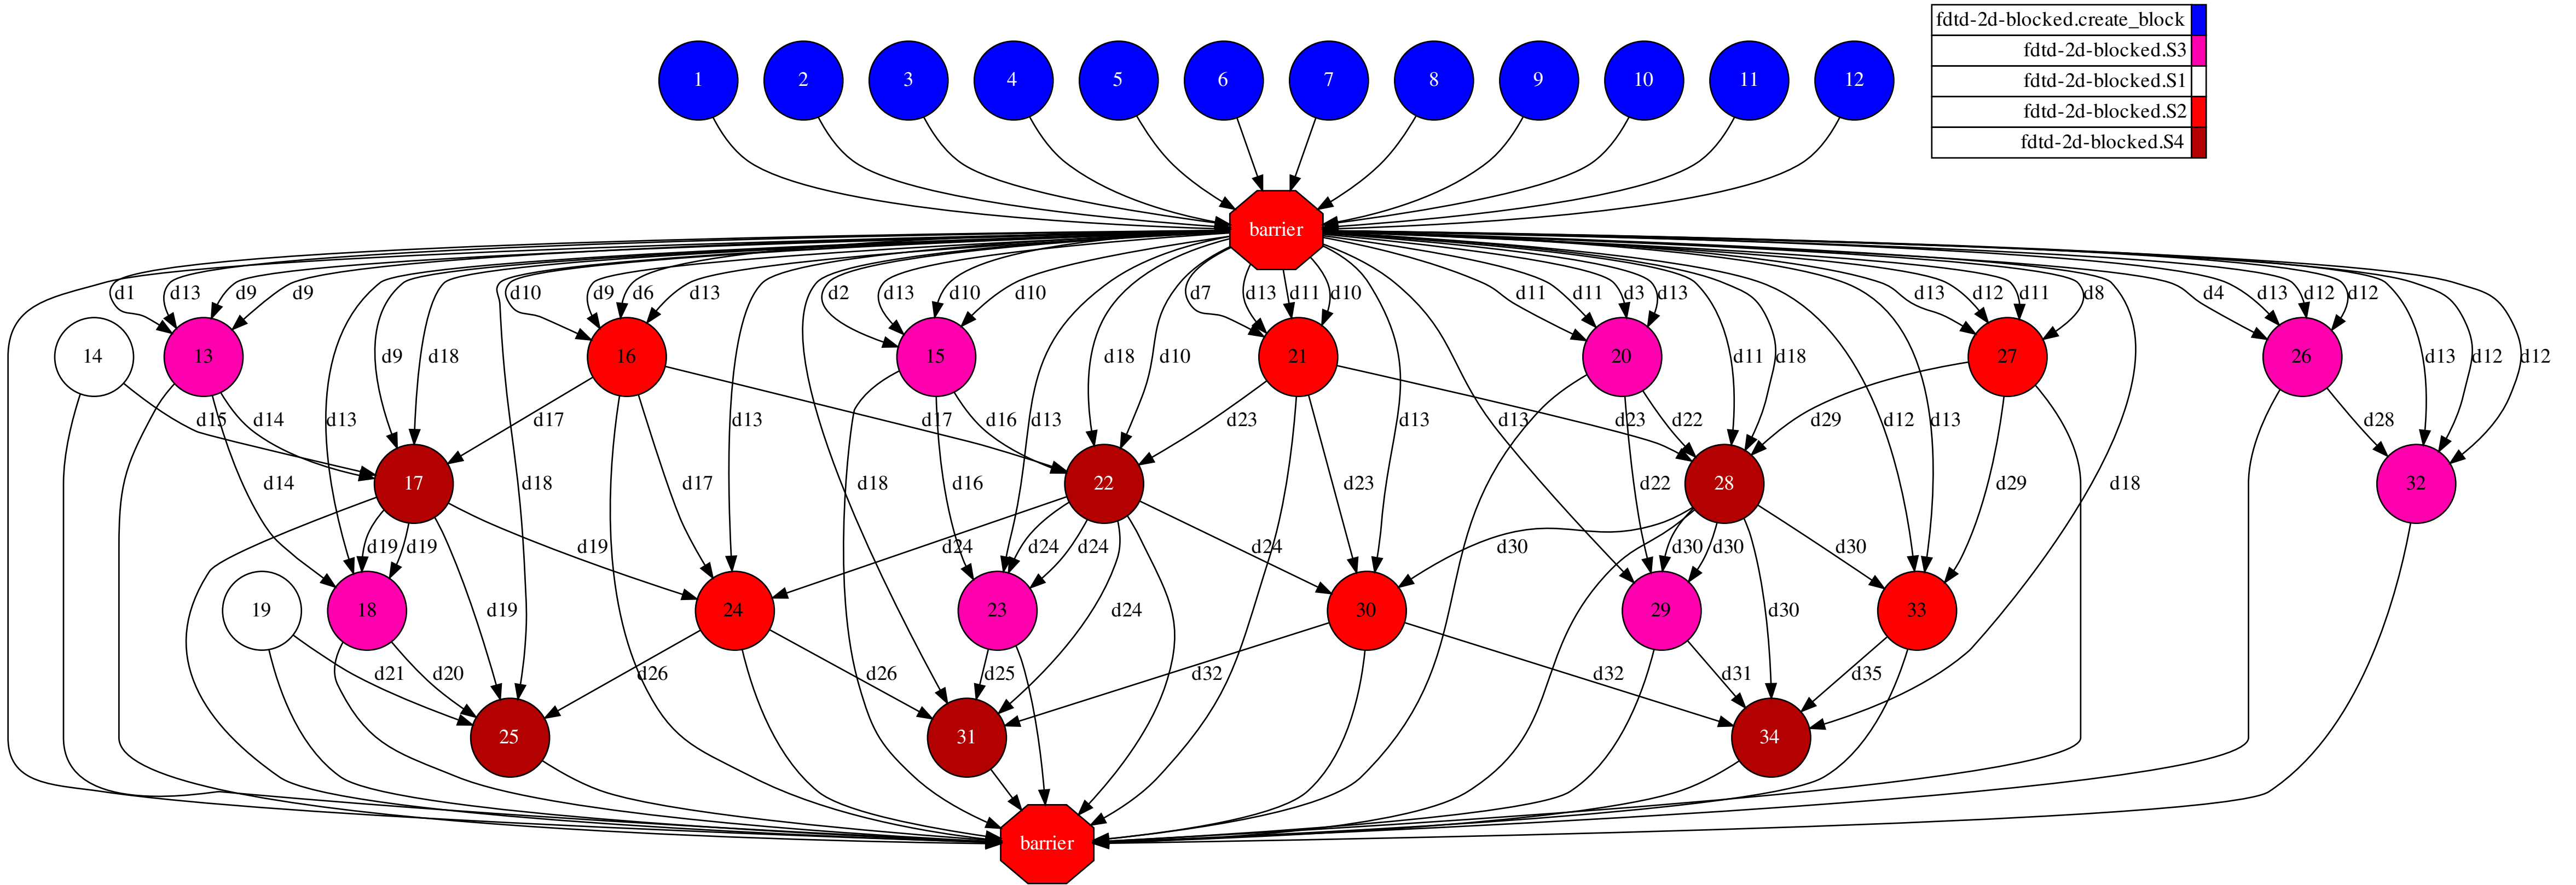 fdtd-2d-blocked.create_block
fdtd-2d-blocked.S3
fdtd-2d-blocked.S1
fdtd-2d-blocked.S2
fdtd-2d-blocked.S4
1 2 3 4 5 6 7 8 9 10 11 12
barrier
d1 d13 d9 d9 d10 d9 d6 d13 d2 d13 d10 d10 d7 d13 d11 d10 d11 d11 d3 d13 d13 d12 d11 d8 d4 d13 d12 d12
14 13 d9 d18 16 15 d18 d10 21 20 d11 d18 27 26 d13 d12 d12
d15 d14 d13 d17 d13 d17 d16 d13 d23 d13 d13 d23 d22 d29 d12 d13 d28
17 d14 d18 d17 d18 d16 22 d23 d22 28 d29 d18 32
d19 d19 d19 d24 d24 d24 d24 d30 d30 d30 d30
19 18 d19 24 23 d24 30 29 d30 33
d21 d20 d26 d26 d25 d32 d32 d31 d35
25 31 34
barrier